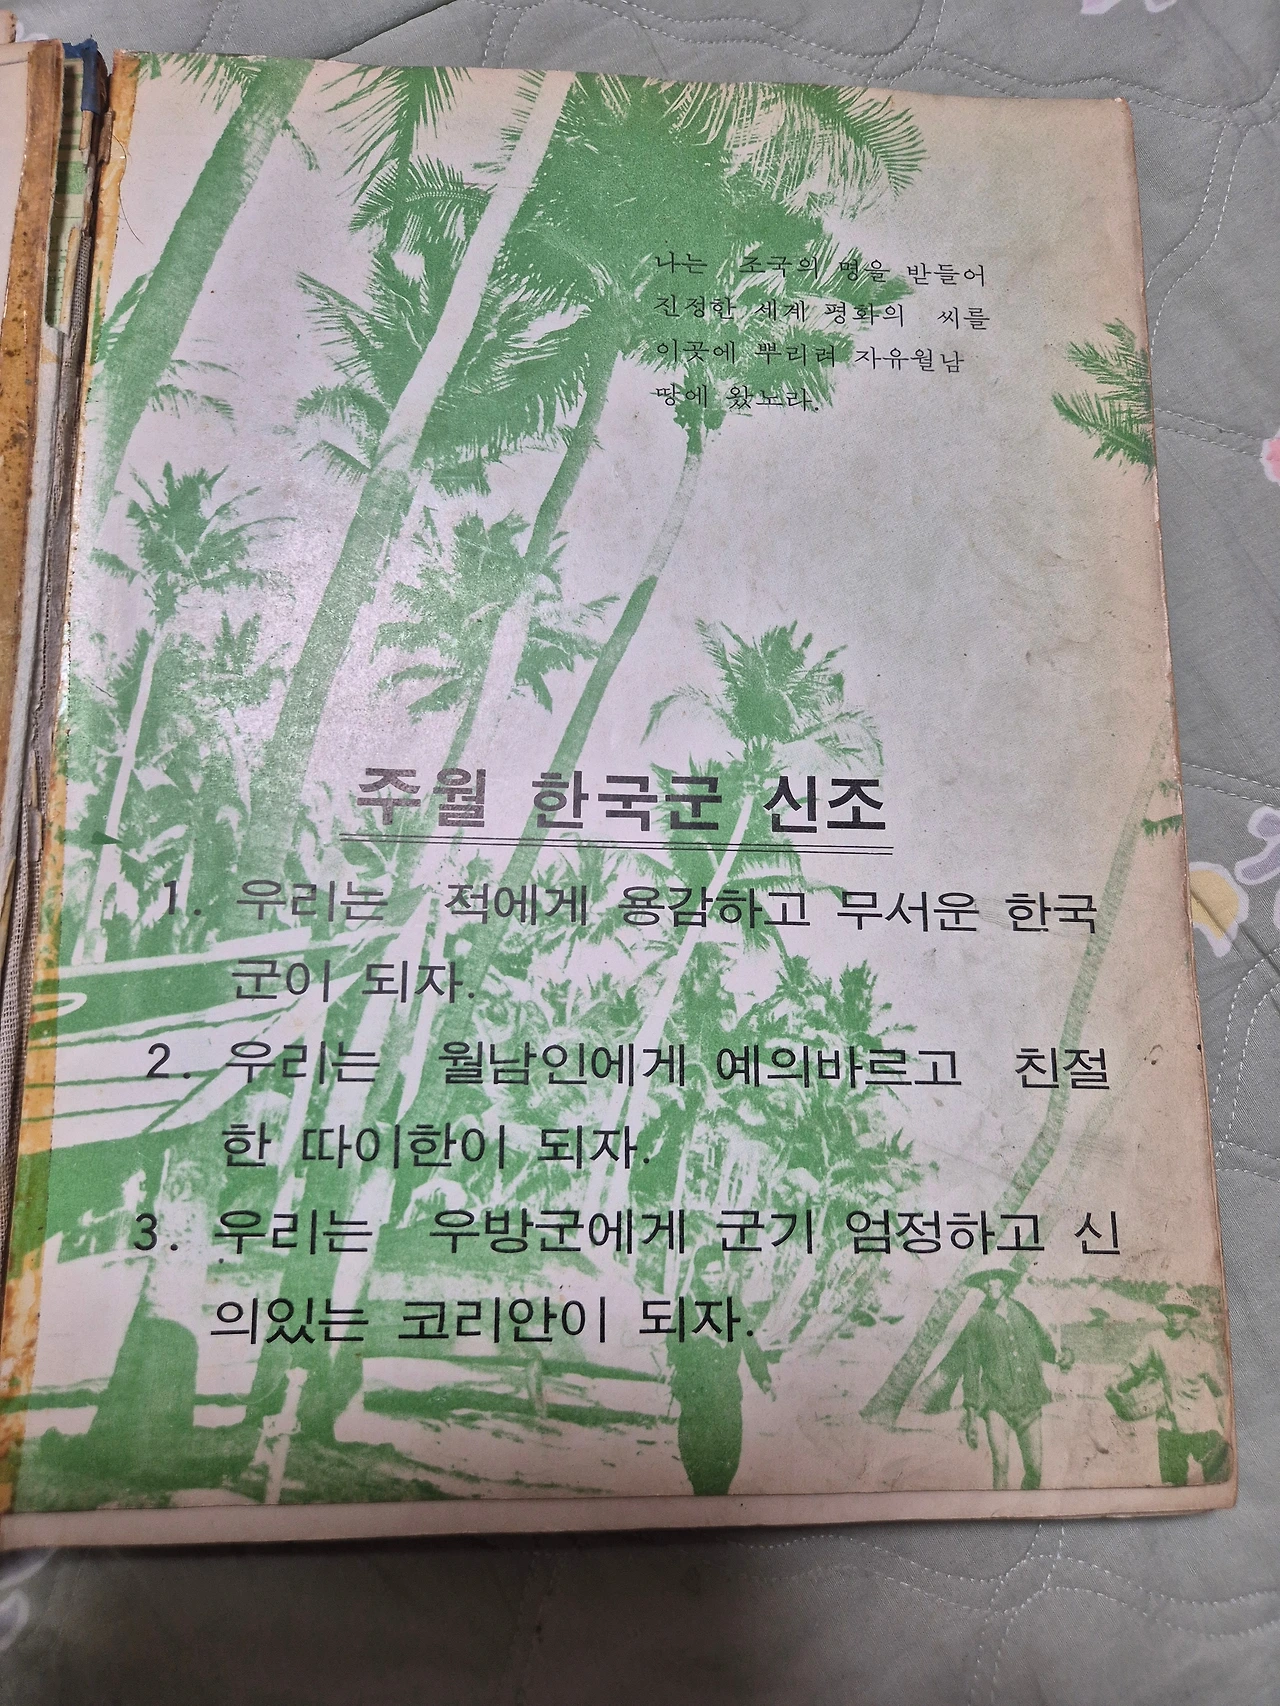 나는 조국의 명을 받들어
진정한 세계 평화의 씨를
이곳에 뿌리려 자유월남
땅에 왔노라.
주월 한국군 신조
1. 우리는 적에게 용감하고 무서운 한국
군이 되자.
2. 우리는 월남인에게 예의바르고 친절
한 따이한이 되자.
3. 우리는 우방군에게 군기 엄정하고 신
의있는 코리안이 되자.